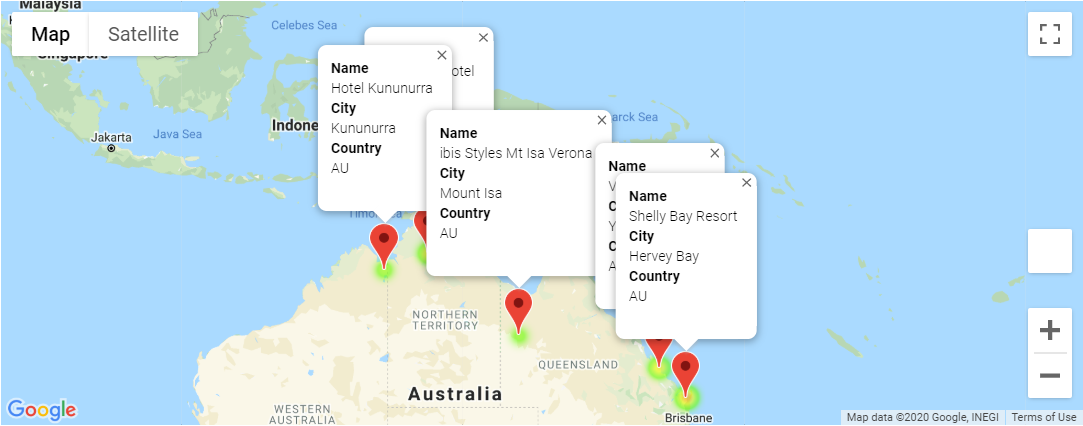 Malaysia
Map
Satellite
Celebes Sea
Singapore
Jakarta
Java Sea
Indone
arck Sea
Timor Sea
otel
Name
Hotel Kununurra
City
Kununurra
Country
AU
Name
ibis Styles Mt Isa Verona
City
Mount Isa
Country
AU
Name
V
C
Y
C
A
Name
Shelly Bay Resort
City
Hervey Bay
Country
AU
NORTHERN
TERRITORY
QUEENSLAND
Australia
WESTERN
AUSTRALIA
Brisbane
Google
Map data ©2020 Google, INEGI
Terms of Use